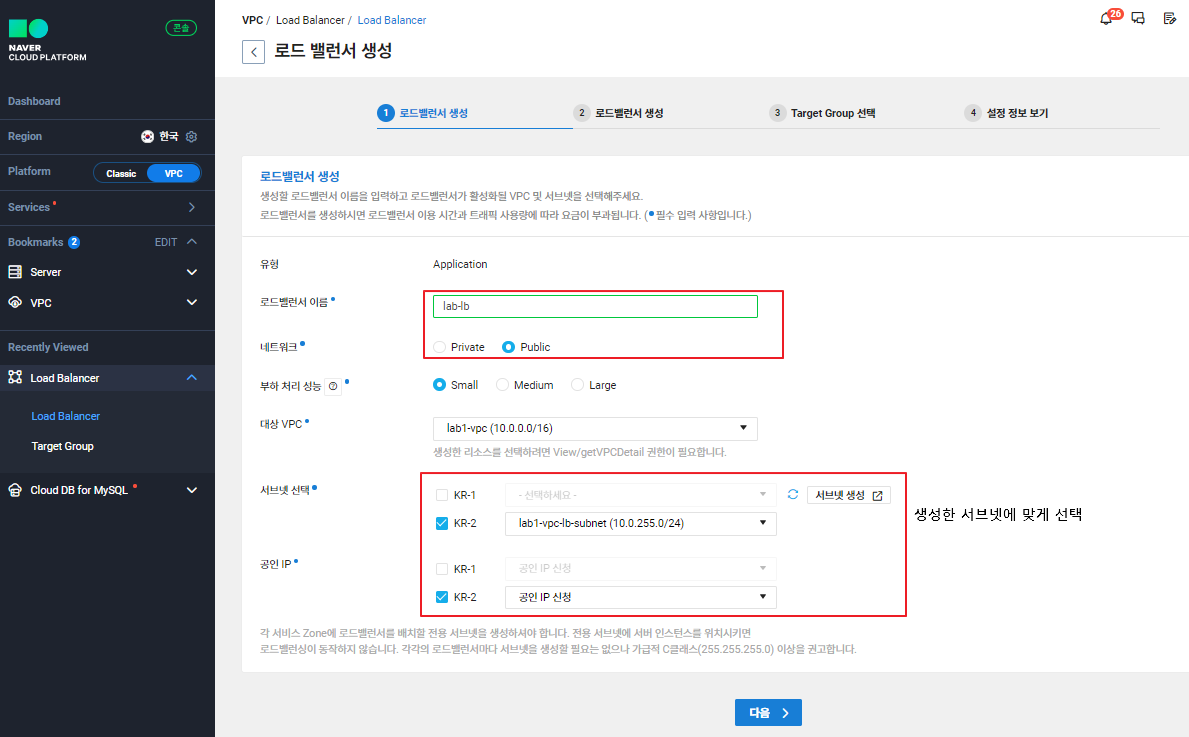 NAVER
CLOUD PLATFORM
콘솔
Dashboard
Region 한국
Platform Classic VPC
Services
Bookmarks 2 EDIT
Server
VPC
Recently Viewed
Load Balancer
Load Balancer
Target Group
Cloud DB for MySQL
VPC / Load Balancer / Load Balancer
26
로드 밸런서 생성
1 로드밸런서 생성 2 로드밸런서 생성 3 Target Group 선택 4 설정 정보 보기
로드밸런서 생성
생성할 로드밸런서 이름을 입력하고 로드밸런서가 활성화될 VPC 및 서브넷을 선택해주세요.
로드밸런서를 생성하시면 로드밸런서 이용 시간과 트래픽 사용량에 따라 요금이 부과됩니다. (•필수 입력 사항입니다.)
유형 Application
로드밸런서 이름• lab-lb
네트워크• Private Public
부하 처리 성능 ? • Small Medium Large
대상 VPC• lab1-vpc (10.0.0.0/16)
생성한 리소스를 선택하려면 View/getVPCDetail 권한이 필요합니다.
서브넷 선택• KR-1 - 선택하세요 - 서브넷 생성
KR-2 lab1-vpc-lb-subnet (10.0.255.0/24)
생성한 서브넷에 맞게 선택
공인 IP• KR-1 공인 IP 신청
KR-2 공인 IP 신청
각 서비스 Zone에 로드밸런서를 배치할 전용 서브넷을 생성하셔야 합니다. 전용 서브넷에 서버 인스턴스를 위치시키면
로드밸런싱이 동작하지 않습니다. 각각의 로드밸런서마다 서브넷을 생성할 필요는 없으나 가급적 C클래스(255.255.255.0) 이상을 권고합니다.
다음